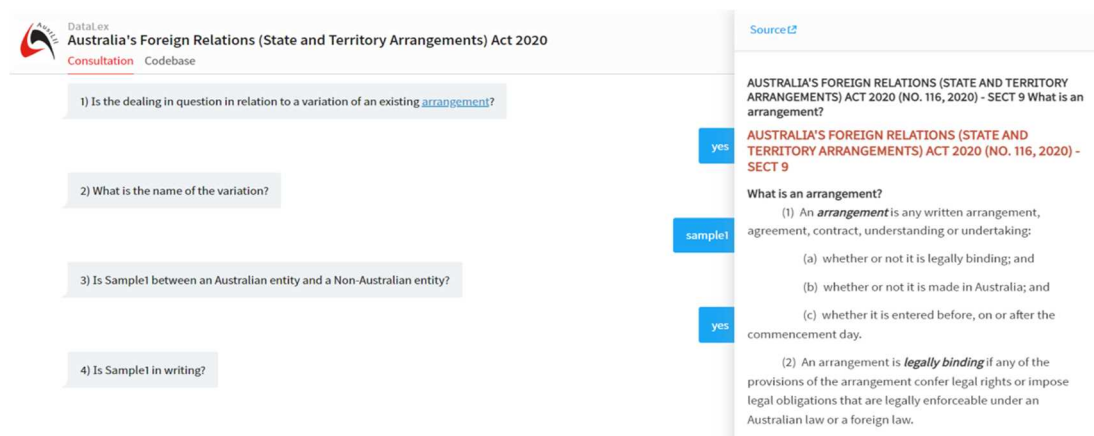 AustLII
DataLex
Australia's Foreign Relations (State and Territory Arrangements) Act 2020
Consultation Codebase
1) Is the dealing in question in relation to a variation of an existing arrangement?
yes
2) What is the name of the variation?
sample1
3) Is Sample1 between an Australian entity and a Non-Australian entity?
yes
4) Is Sample1 in writing?
Source
AUSTRALIA'S FOREIGN RELATIONS (STATE AND TERRITORY
ARRANGEMENTS) ACT 2020 (NO. 116, 2020) - SECT 9 What is an
arrangement?
AUSTRALIA'S FOREIGN RELATIONS (STATE AND
TERRITORY ARRANGEMENTS) ACT 2020 (NO. 116, 2020) -
SECT 9
What is an arrangement?
(1) An arrangement is any written arrangement,
agreement, contract, understanding or undertaking:
(a) whether or not it is legally binding; and
(b) whether or not it is made in Australia; and
(c) whether it is entered before, on or after the
commencement day.
(2) An arrangement is legally binding if any of the
provisions of the arrangement confer legal rights or impose
legal obligations that are legally enforceable under an
Australian law or a foreign law.